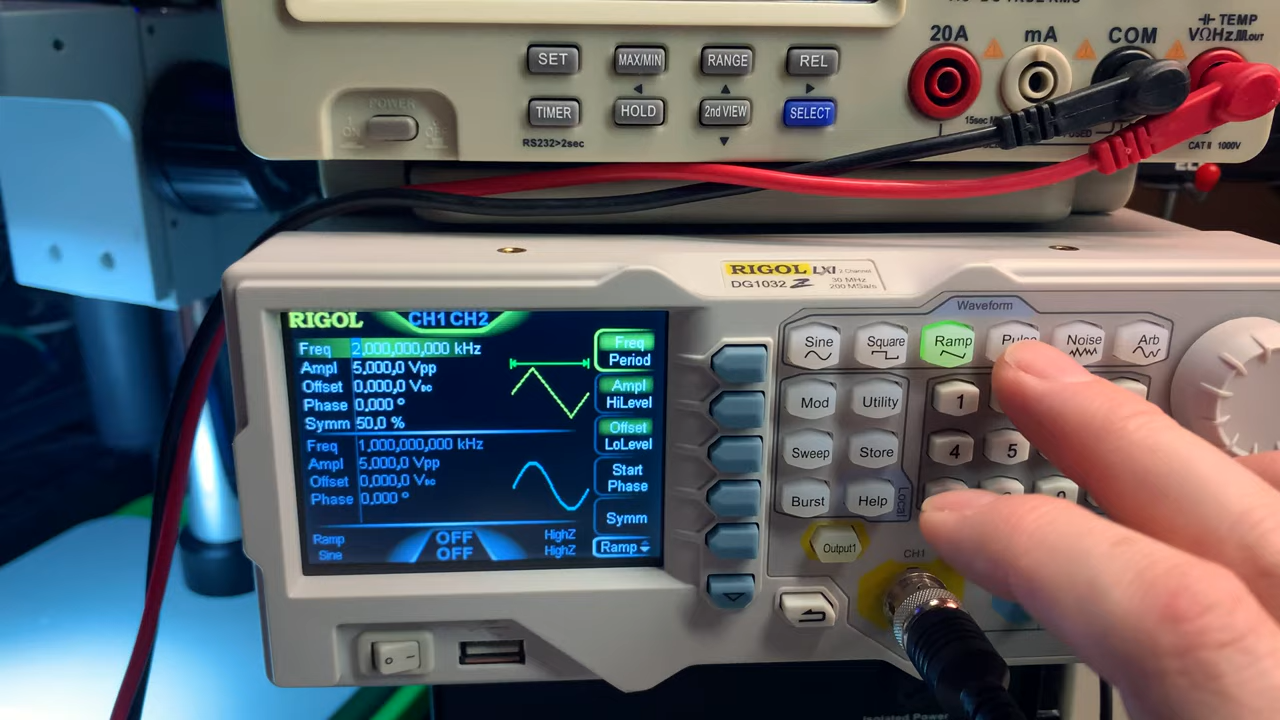 20A mA COM TEMP
VΩHz OUT
SET MAX/MIN RANGE REL
TIMER HOLD 2nd VIEW SELECT
RS232>2sec
POWER
ON
15sec
CAT II 1000V
RIGOL LXI 2 Channel
DG1032Z 30 MHz
200 MSa/s
RIGOL CH1 CH2
Freq 2,000,000,000 kHz
Ampl 5.000,0 Vpp
Offset 0.000,0 VDC
Phase 0.000 °
Symm 50.0 %
Freq 1,000,000,000 kHz
Ampl 5.000,0 Vpp
Offset 0.000,0 VDC
Phase 0.000 °
Ramp OFF HighZ
Sine OFF HighZ
Freq
Period
Ampl
HiLevel
Offset
LoLevel
Start
Phase
Symm
Ramp
Waveform
Sine Square Ramp Pulse Noise Arb
Mod Utility 1
Sweep Store 4 5
Burst Help Local
Output1
CH1
Isolated Power